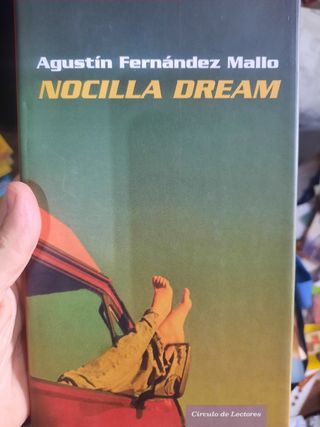 Agustín Fernández Mallo
NOCILLA DREAM
Círculo de Lectores